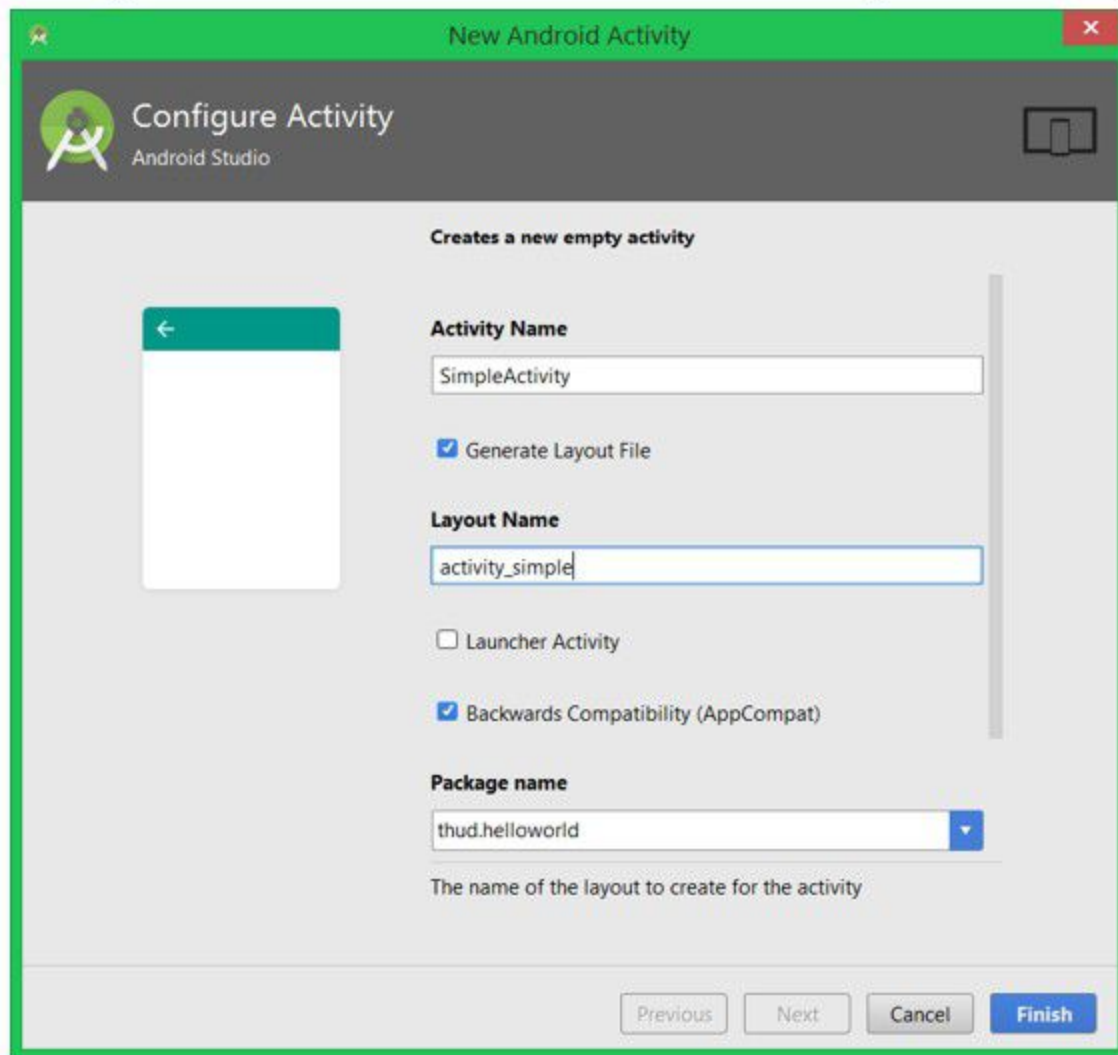 New Android Activity
Configure Activity
Android Studio
Creates a new empty activity
Activity Name
SimpleActivity
Generate Layout File
Layout Name
activity_simple
Launcher Activity
Backwards Compatibility (AppCompat)
Package name
thud.helloworld
The name of the layout to create for the activity
Previous Next Cancel Finish